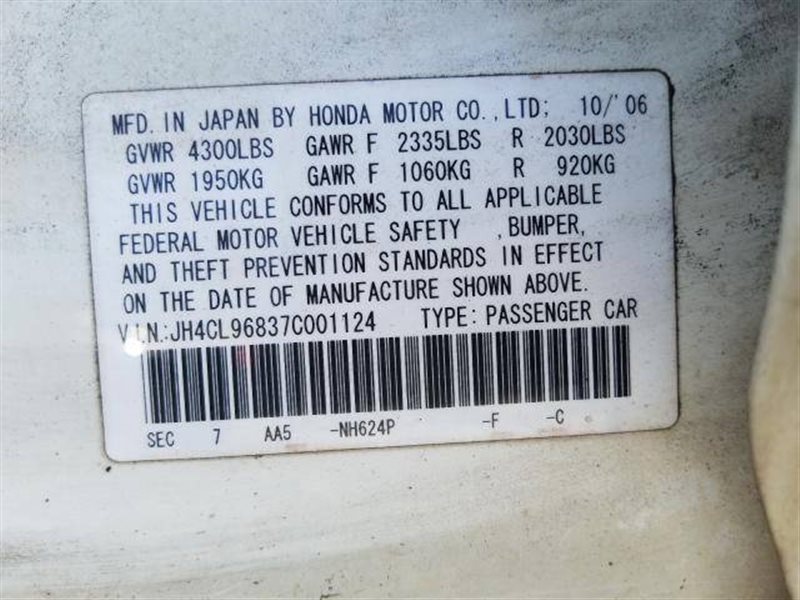 MFD. IN JAPAN BY HONDA MOTOR CO.,LTD; 10/'06
GVWR 4300LBS GAWR F 2335LBS R 2030LBS
GVWR 1950KG GAWR F 1060KG R 920KG
THIS VEHICLE CONFORMS TO ALL APPLICABLE
FEDERAL MOTOR VEHICLE SAFETY ,BUMPER,
AND THEFT PREVENTION STANDARDS IN EFFECT
ON THE DATE OF MANUFACTURE SHOWN ABOVE.
V.I.N.:JH4CL96837C001124 TYPE: PASSENGER CAR
SEC 7 AA5 -NH624P -F -C